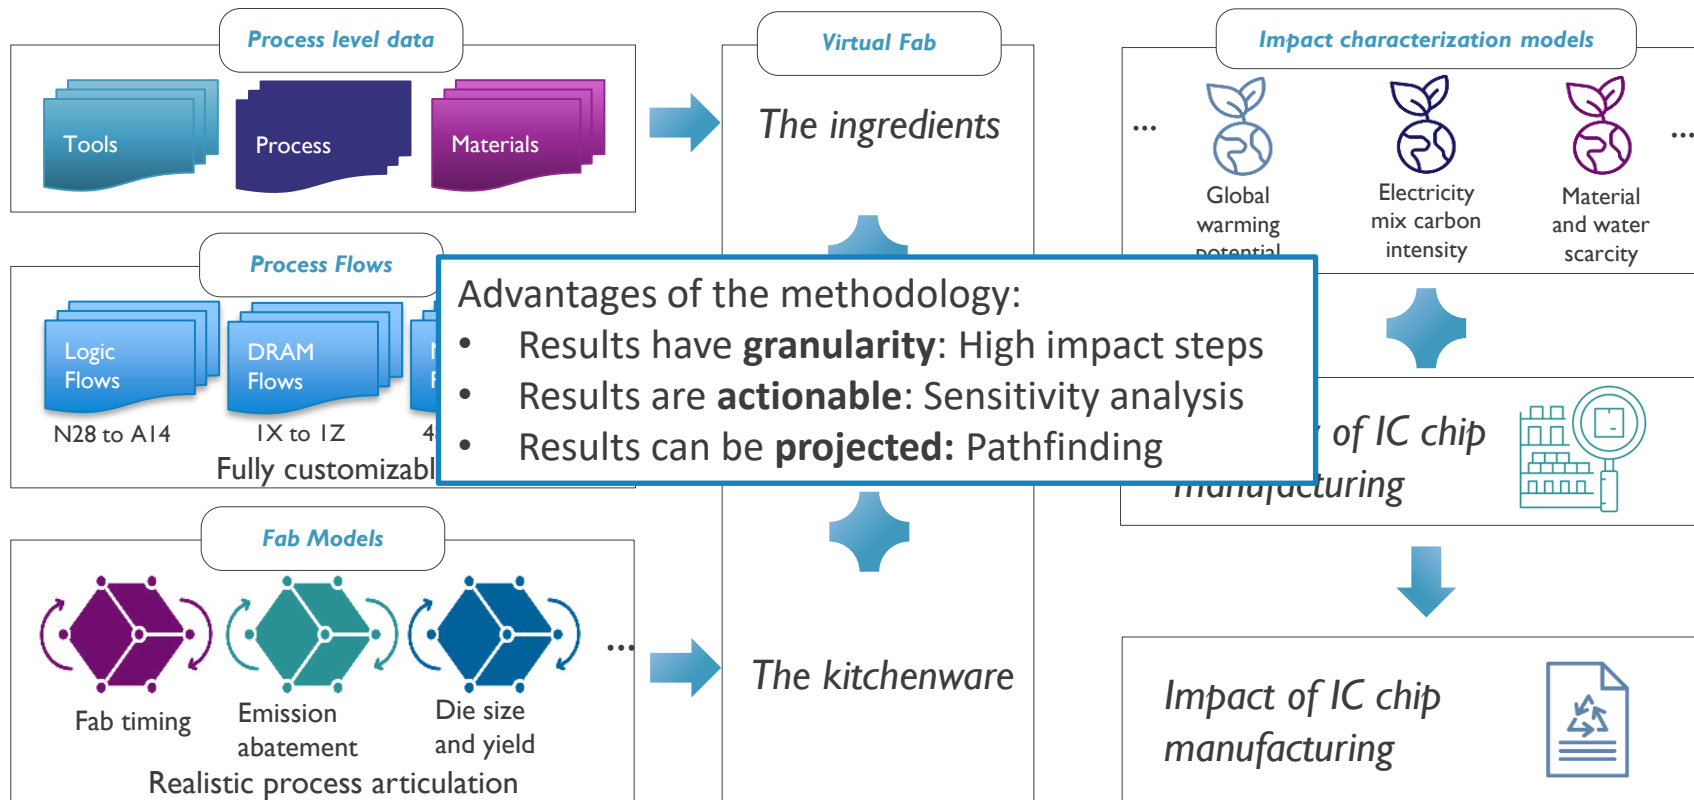 Process level data
Tools
Process
Materials
Virtual Fab
The ingredients
Impact characterization models
...
Global
warming
potential
Electricity
mix carbon
intensity
Material
and water
scarcity
...
Process Flows
Logic
Flows
DRAM
Flows
N28 to A14
1X to 1Z
Fully customizable
Advantages of the methodology:
• Results have granularity: High impact steps
• Results are actionable: Sensitivity analysis
• Results can be projected: Pathfinding
of IC chip
manufacturing
Fab Models
Fab timing
Emission
abatement
Die size
and yield
...
Realistic process articulation
The kitchenware
Impact of IC chip
manufacturing